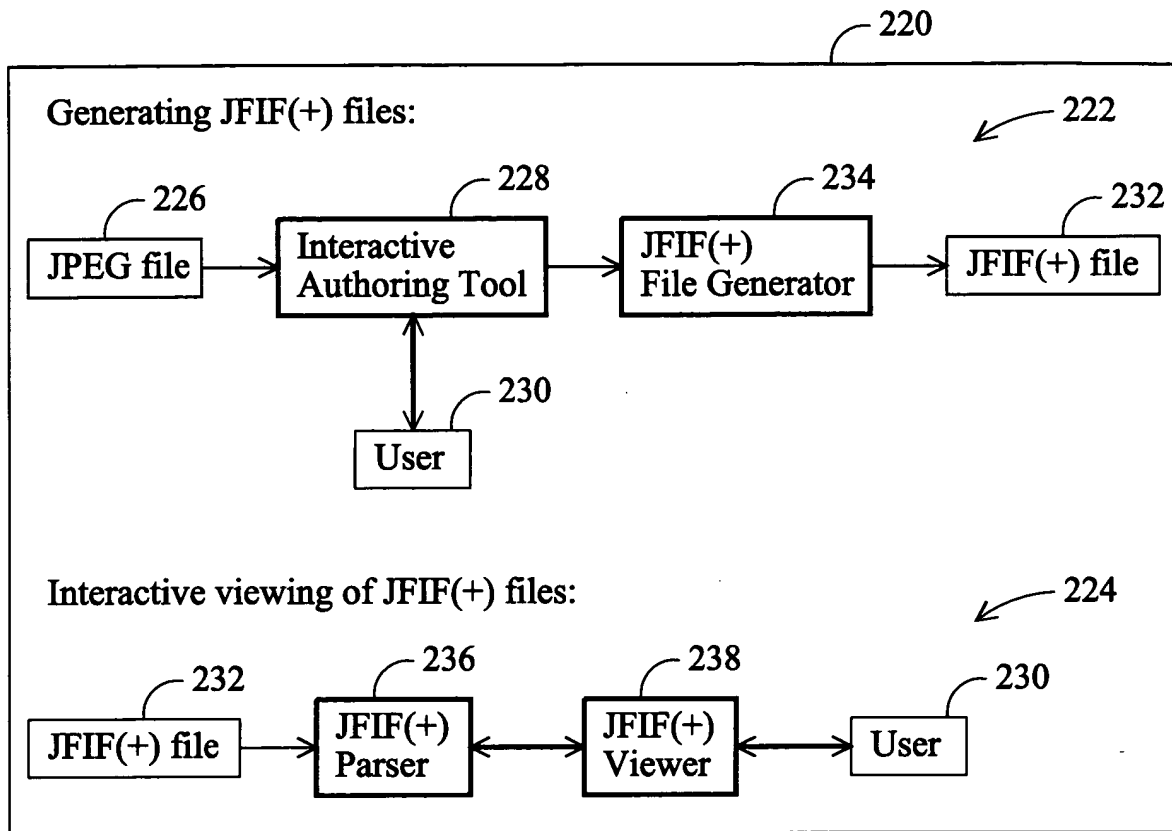 220
Generating JFIF(+) files:
222
226
228
234
232
JPEG file
Interactive
Authoring Tool
JFIF(+)
File Generator
JFIF(+) file
230
User
Interactive viewing of JFIF(+) files:
224
232
236
238
230
JFIF(+) file
JFIF(+)
Parser
JFIF(+)
Viewer
User